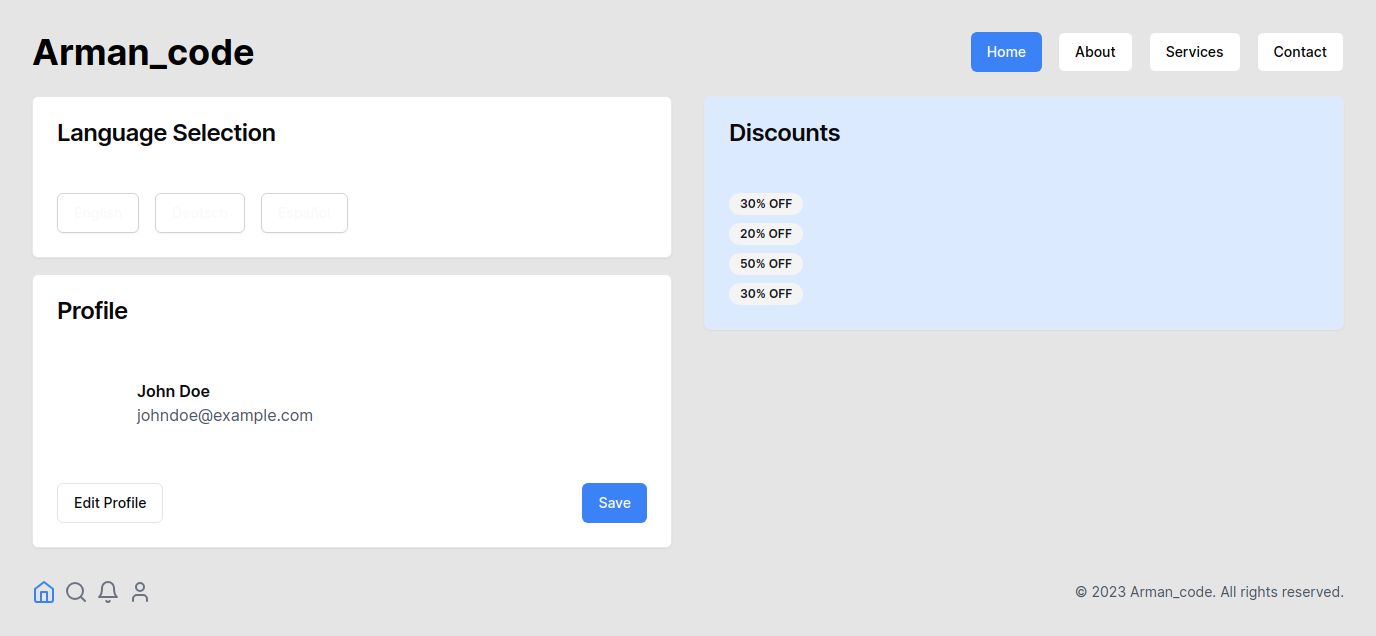 Arman_code
Home About Services Contact
Language Selection
English Deutsch Español
Profile
John Doe
johndoe@example.com
Edit Profile Save
Discounts
30% OFF
20% OFF
50% OFF
30% OFF
© 2023 Arman_code. All rights reserved.